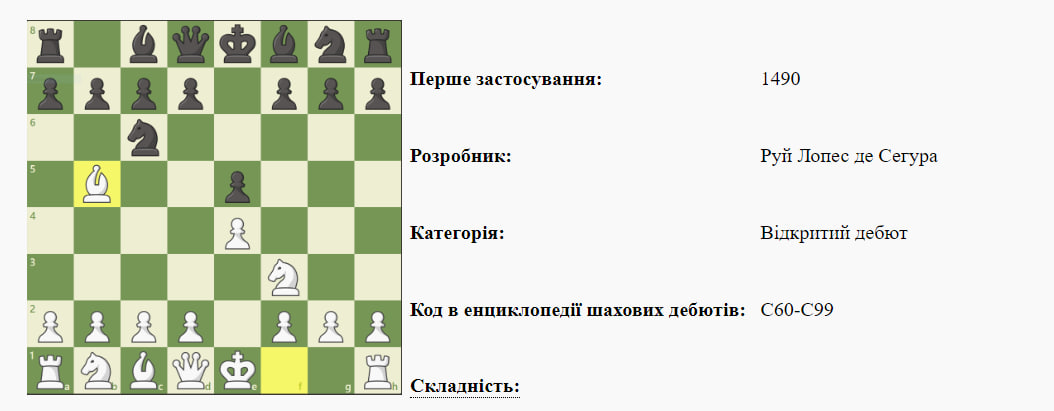 8
7
6
5
4
3
2
1
a b c d e f g h
Перше застосування: 1490
Розробник: Руй Лопес де Сегура
Категорія: Відкритий дебют
Код в енциклопедії шахових дебютів: C60-C99
Складність: